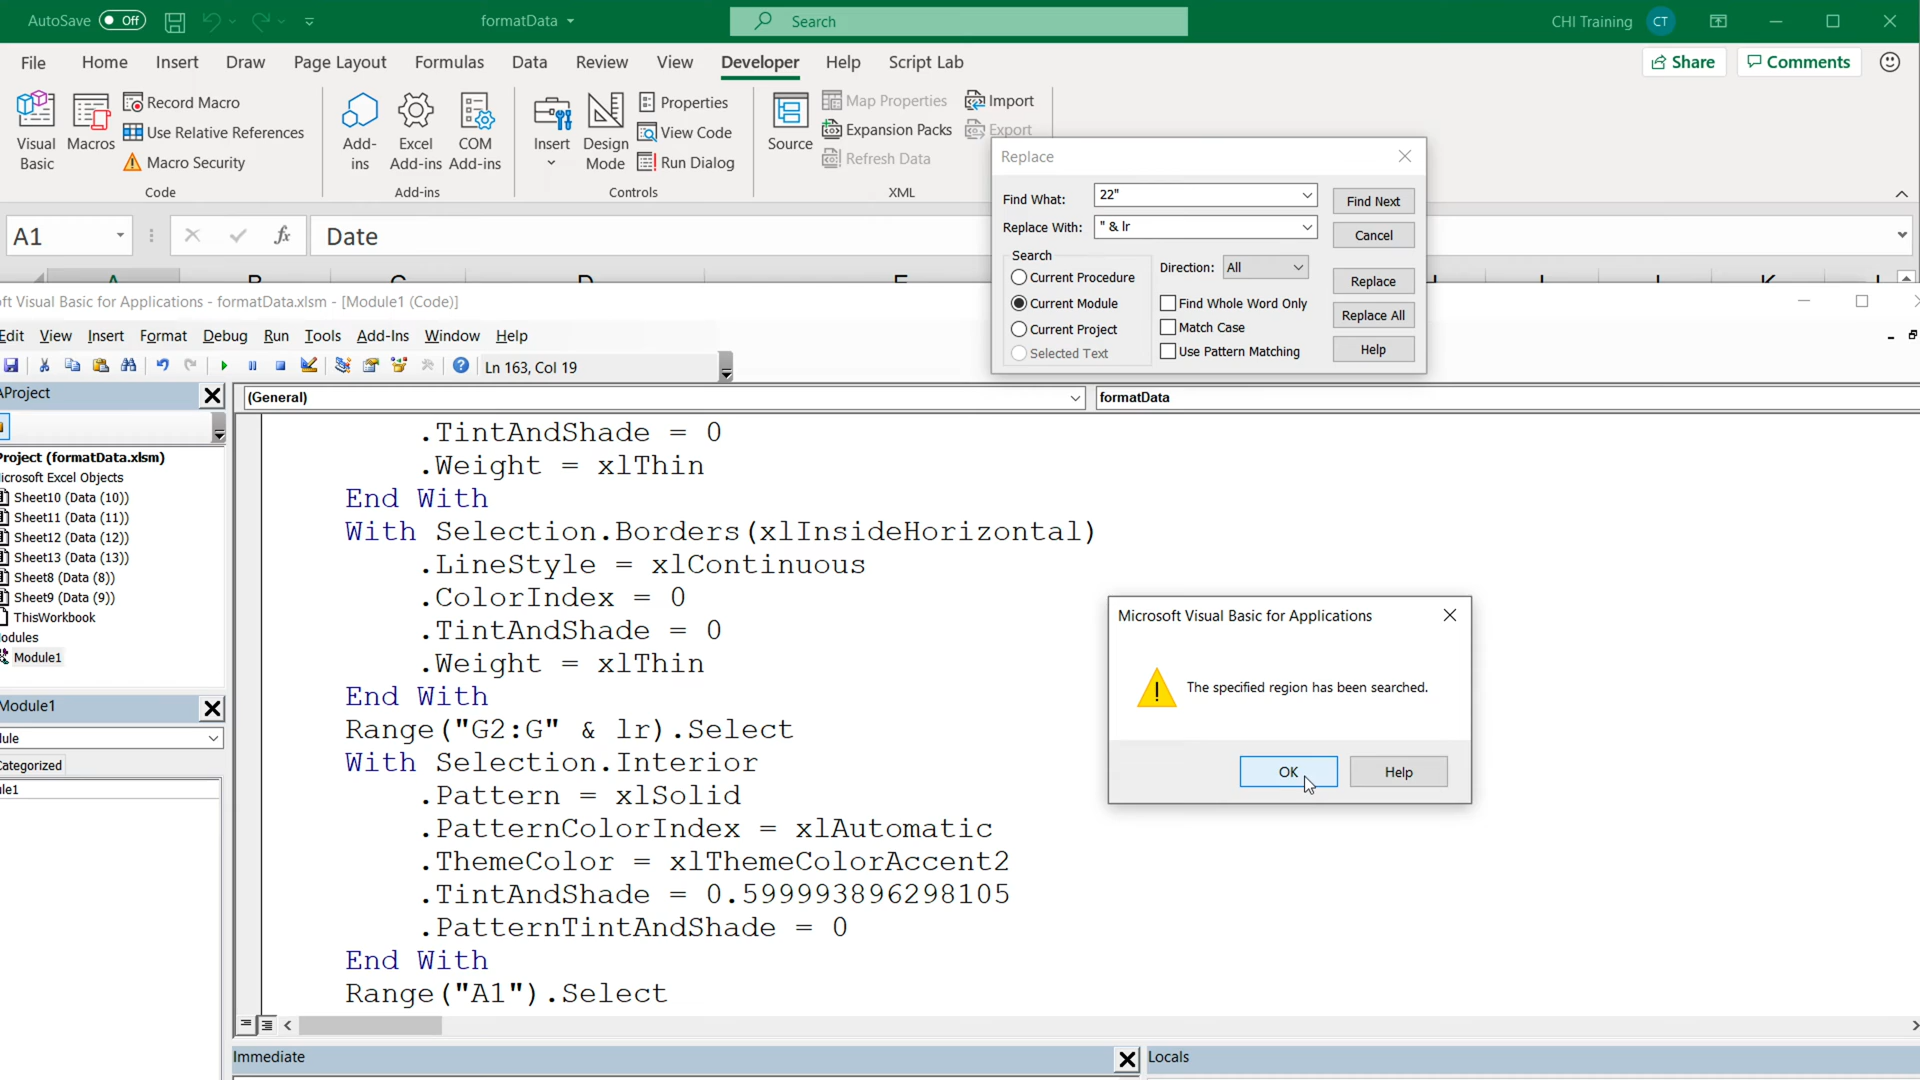 AutoSave Off
formatData
Search
CHI Training CT
File Home Insert Draw Page Layout Formulas Data Review View Developer Help Script Lab
Share Comments
Visual Basic
Macros
Record Macro
Use Relative References
Macro Security
Code
Add-ins
Excel Add-ins
COM Add-ins
Add-ins
Insert
Design Mode
Properties
View Code
Run Dialog
Controls
Source
Map Properties
Expansion Packs
Refresh Data
Import
Export
XML
A1
fx
Date
Replace
Find What: 22"
Replace With: " & lr
Search
Current Procedure
Current Module
Current Project
Selected Text
Direction: All
Find Whole Word Only
Match Case
Use Pattern Matching
Find Next
Cancel
Replace
Replace All
Help
ft Visual Basic for Applications - formatData.xlsm - [Module1 (Code)]
Edit View Insert Format Debug Run Tools Add-Ins Window Help
Ln 163, Col 19
AProject
Project (formatData.xlsm)
icrosoft Excel Objects
Sheet10 (Data (10))
Sheet11 (Data (11))
Sheet12 (Data (12))
Sheet13 (Data (13))
Sheet8 (Data (8))
Sheet9 (Data (9))
ThisWorkbook
odules
Module1
Module1
dule
Categorized
le1
(General)
formatData
.TintAndShade = 0
.Weight = xlThin
End With
With Selection.Borders(xlInsideHorizontal)
.LineStyle = xlContinuous
.ColorIndex = 0
.TintAndShade = 0
.Weight = xlThin
End With
Range("G2:G" & lr).Select
With Selection.Interior
.Pattern = xlSolid
.PatternColorIndex = xlAutomatic
.ThemeColor = xlThemeColorAccent2
.TintAndShade = 0.599993896298105
.PatternTintAndShade = 0
End With
Range("A1").Select
Microsoft Visual Basic for Applications
The specified region has been searched.
OK
Help
Immediate
Locals